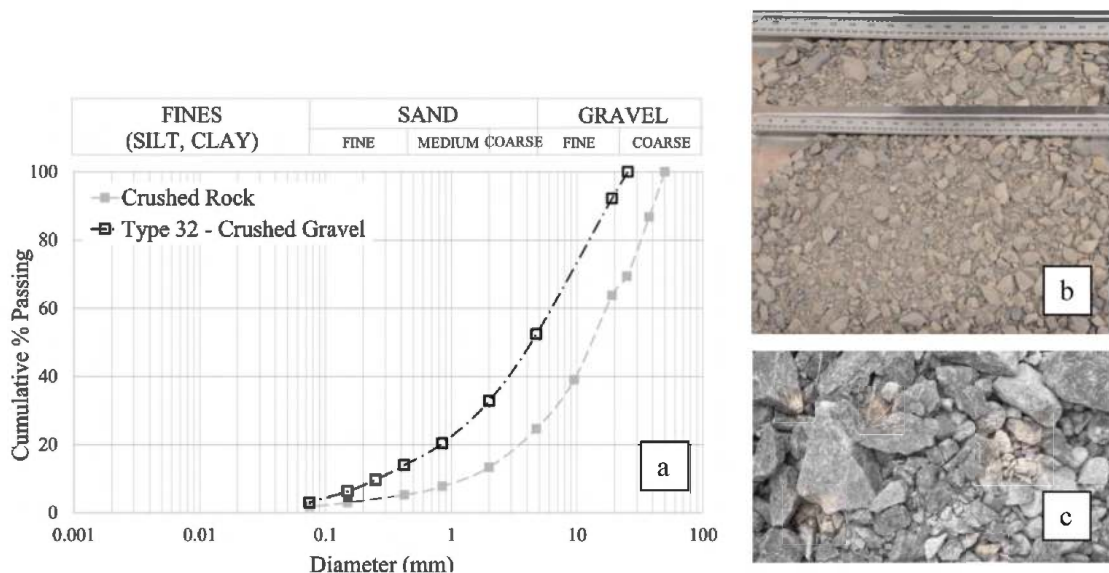 FINES
(SILT, CLAY)
SAND
GRAVEL
FINE
MEDIUM
COARSE
FINE
COARSE
Cumulative % Passing
100
80
60
40
20
0
Crushed Rock
Type 32 - Crushed Gravel
a
0.001
0.01
0.1
1
10
100
Diameter (mm)
b
c